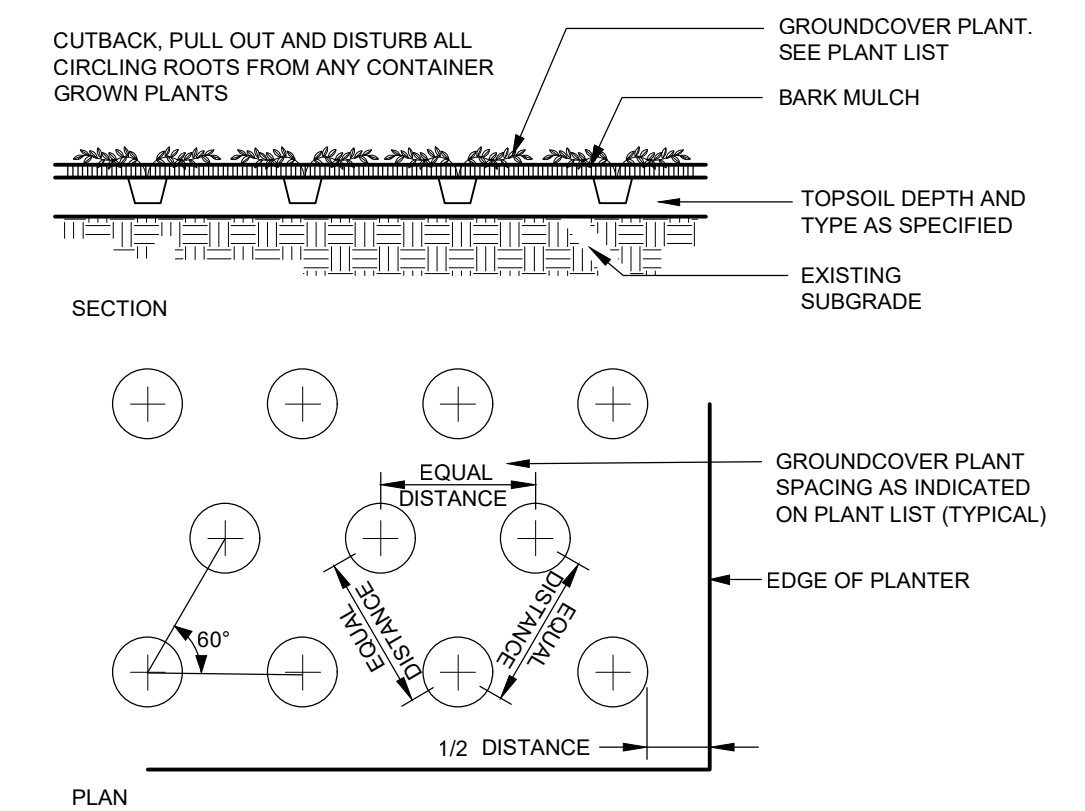 CUTBACK, PULL OUT AND DISTURB ALL
CIRCLING ROOTS FROM ANY CONTAINER
GROWN PLANTS
GROUNDCOVER PLANT.
SEE PLANT LIST
BARK MULCH
TOPSOIL DEPTH AND
TYPE AS SPECIFIED
EXISTING
SUBGRADE
SECTION
EQUAL
DISTANCE
GROUNDCOVER PLANT
SPACING AS INDICATED
ON PLANT LIST (TYPICAL)
EQUAL
DISTANCE
EQUAL
DISTANCE
EDGE OF PLANTER
60°
1/2 DISTANCE
PLAN